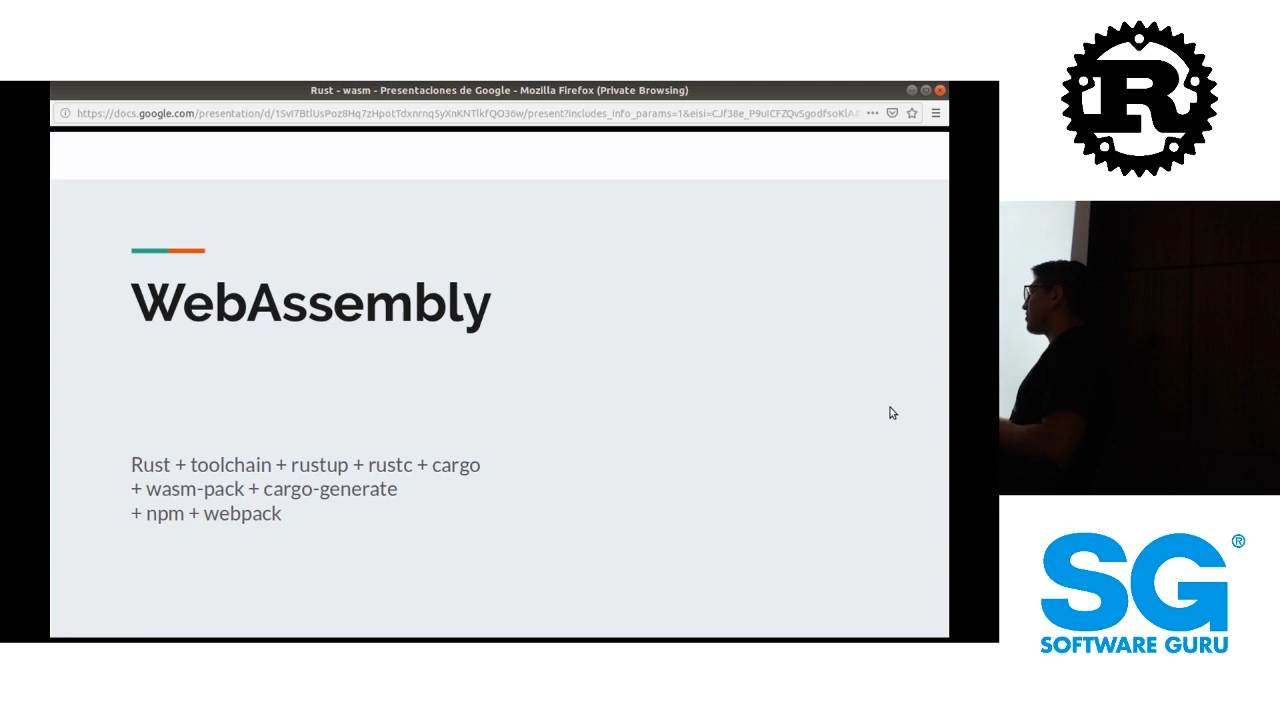 Rust - wasm - Presentaciones de Google - Mozilla Firefox (Private Browsing)
WebAssembly
Rust + toolchain + rustup + rustc + cargo
+ wasm-pack + cargo-generate
+ npm + webpack
R
SG®
SOFTWARE GURU